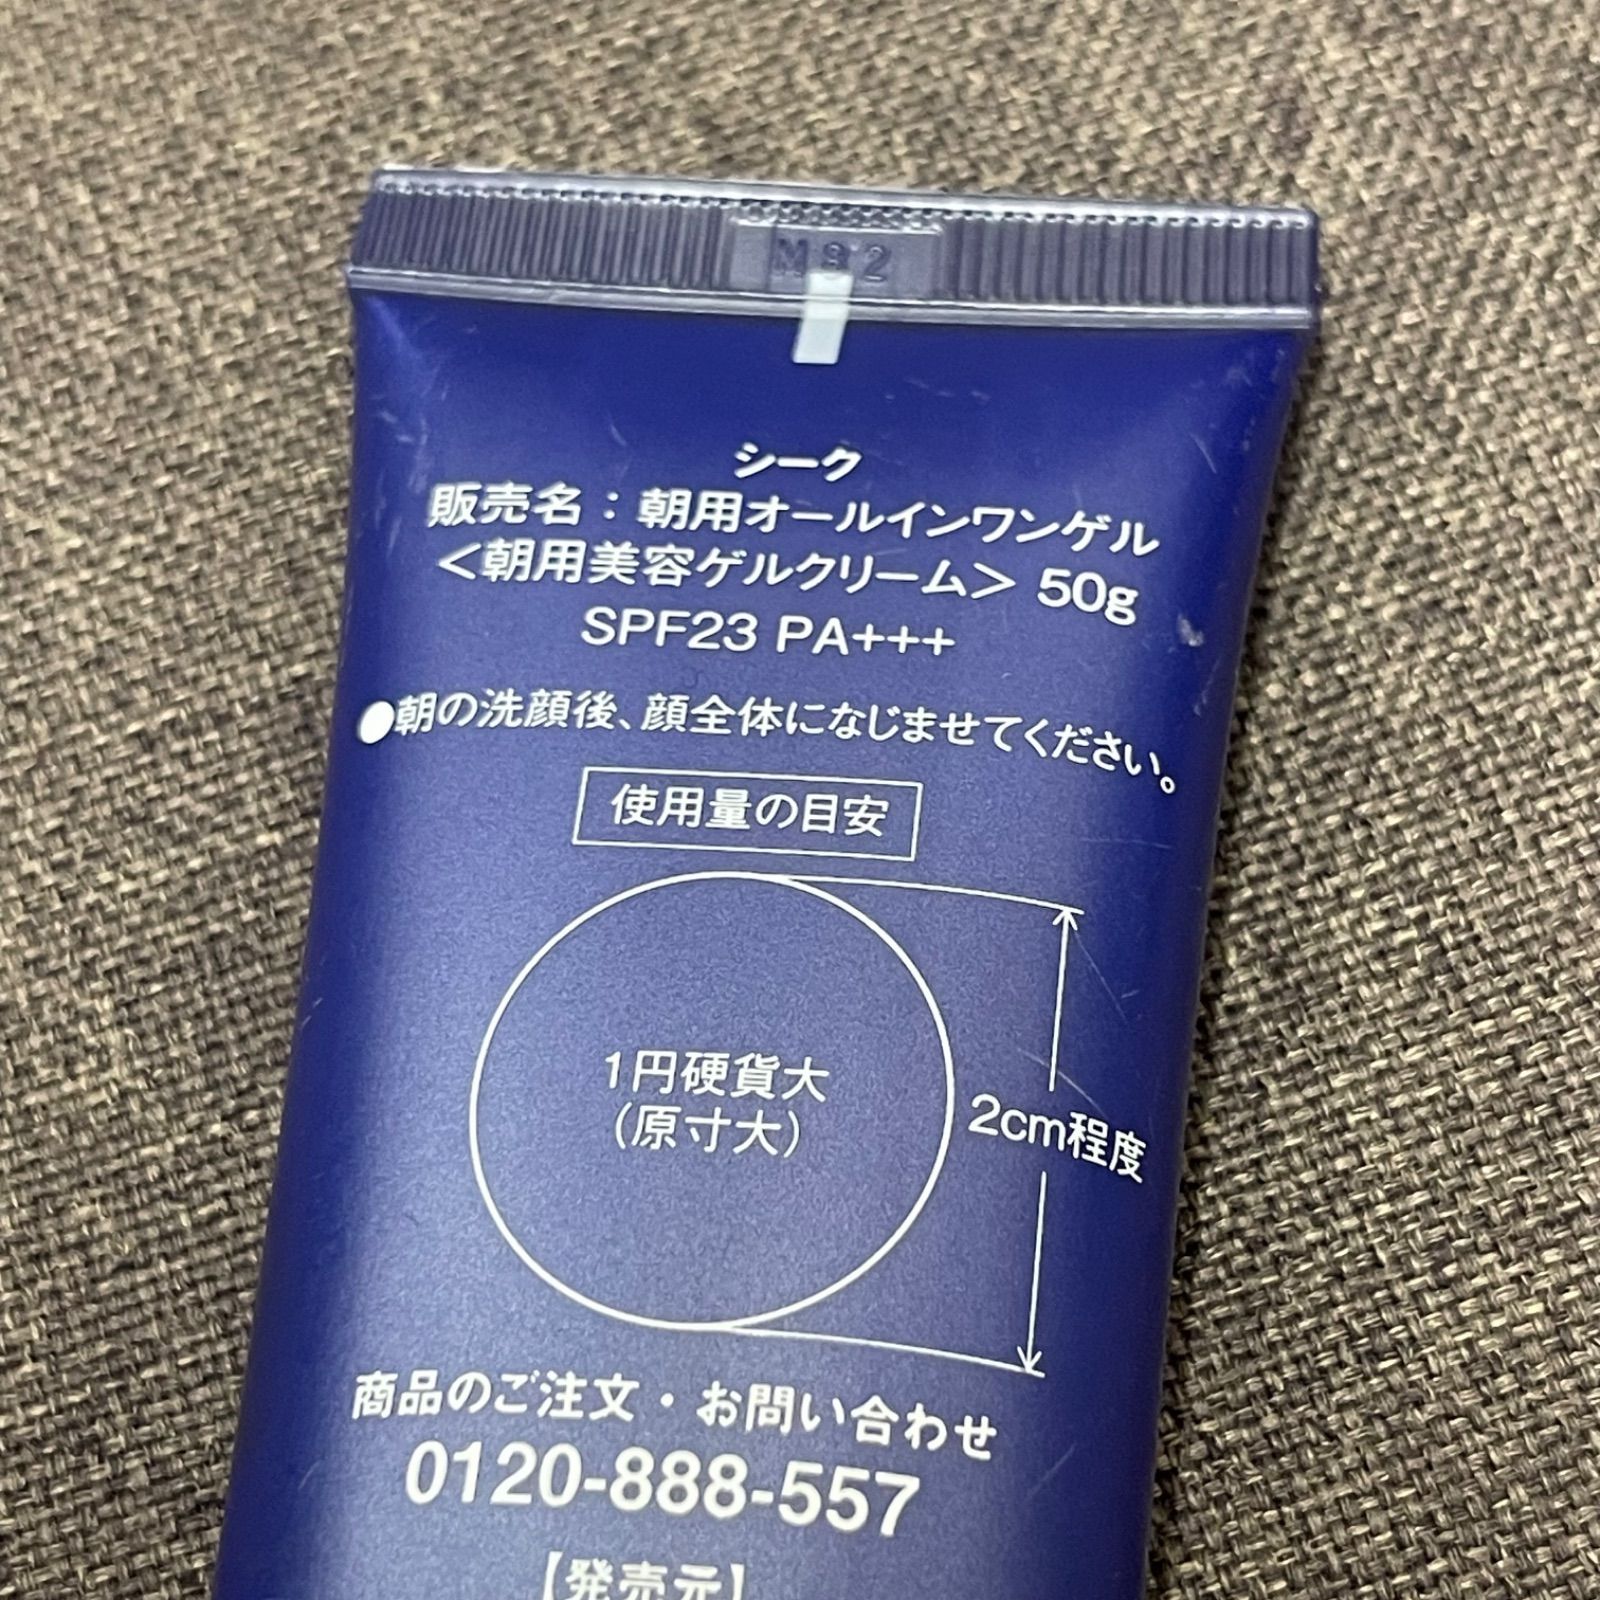 シーク
販売名：朝用オールインワンゲル
＜朝用美容ゲルクリーム＞ 50g
SPF23 PA+++
●朝の洗顔後、顔全体になじませてください。
使用量の目安
1円硬貨大
(原寸大)
2cm程度
商品のご注文・お問い合わせ
0120-888-557
【発売元】